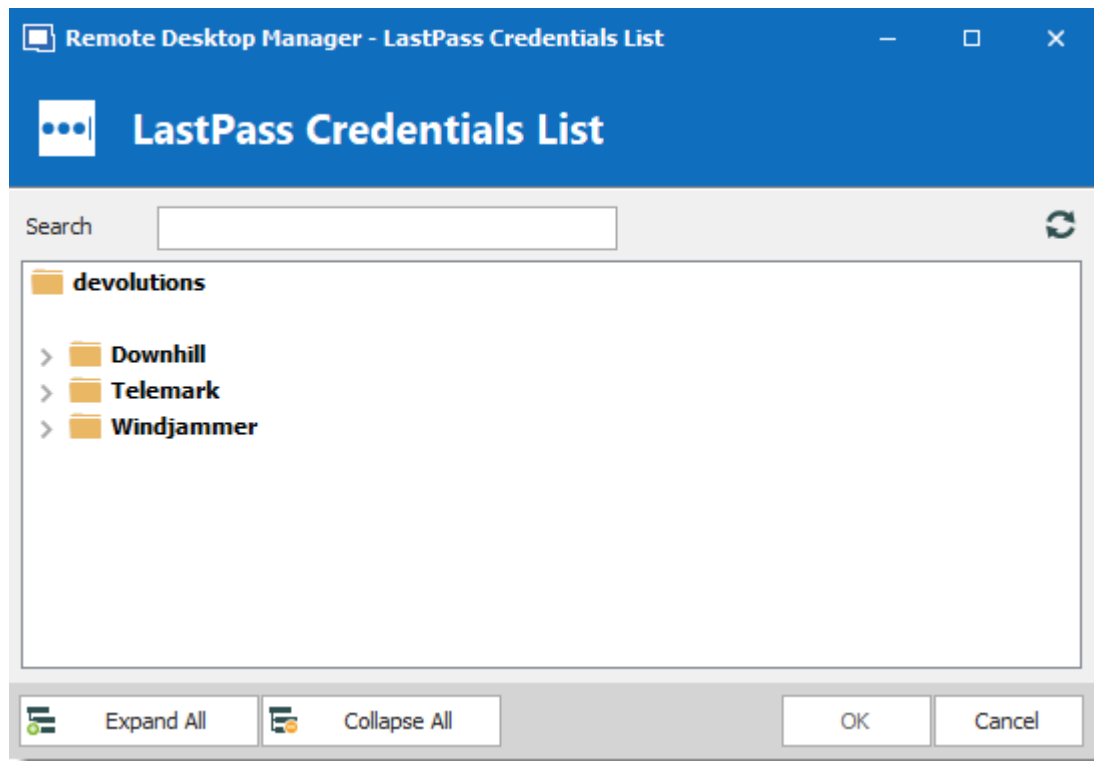 Remote Desktop Manager - LastPass Credentials List
LastPass Credentials List
Search
devolutions
Downhill
Telemark
Windjammer
Expand All
Collapse All
OK
Cancel